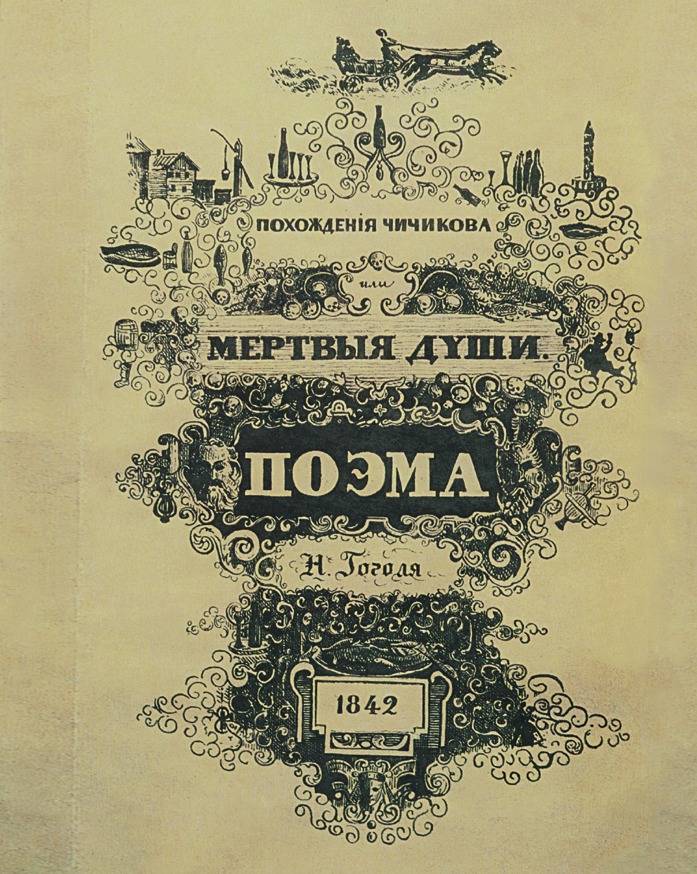 ПОХОЖДЕНІЯ ЧИЧИКОВА
или
МЕРТВЫЯ ДУШИ.
ПОЭМА
Н. Гоголя
1842